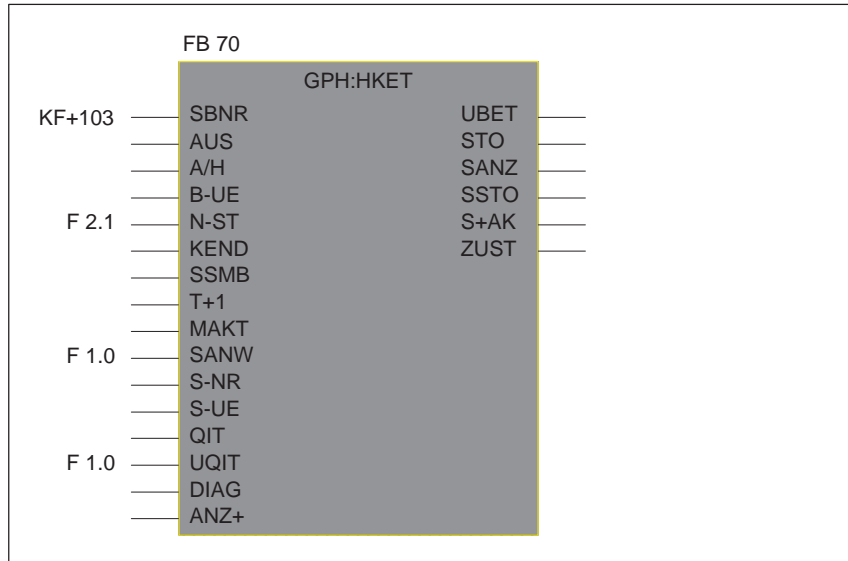 FB 70
GPH:HKET
KF+103 SBNR UBET
AUS STO
A/H SANZ
B-UE SSTO
F 2.1 N-ST S+AK
KEND ZUST
SSMB
T+1
MAKT
F 1.0 SANW
S-NR
S-UE
QIT
F 1.0 UQIT
DIAG
ANZ+